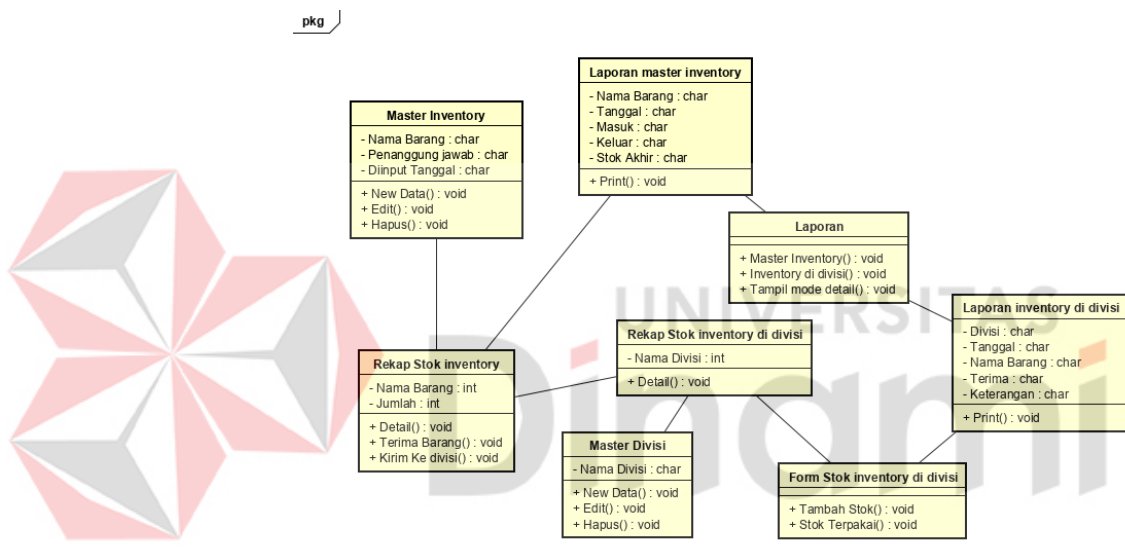 pkg
Laporan master inventory
- Nama Barang : char
- Tanggal : char
- Masuk : char
- Keluar : char
- Stok Akhir : char
+ Print() : void
Master Inventory
- Nama Barang : char
- Penanggung jawab : char
- Diinput Tanggal : char
+ New Data() : void
+ Edit() : void
+ Hapus() : void
Laporan
+ Master Inventory() : void
+ Inventory di divisi() : void
+ Tampil mode detail() : void
UNIVERSITAS
Dinami
Laporan inventory di divisi
- Divisi : char
- Tanggal : char
- Nama Barang : char
- Terima : char
- Keterangan : char
+ Print() : void
Rekap Stok inventory di divisi
- Nama Divisi : int
+ Detail() : void
Rekap Stok inventory
- Nama Barang : int
- Jumlah : int
+ Detail() : void
+ Terima Barang() : void
+ Kirim Ke divisi() : void
Master Divisi
- Nama Divisi : char
+ New Data() : void
+ Edit() : void
+ Hapus() : void
Form Stok inventory di divisi
+ Tambah Stok() : void
+ Stok Terpakai() : void